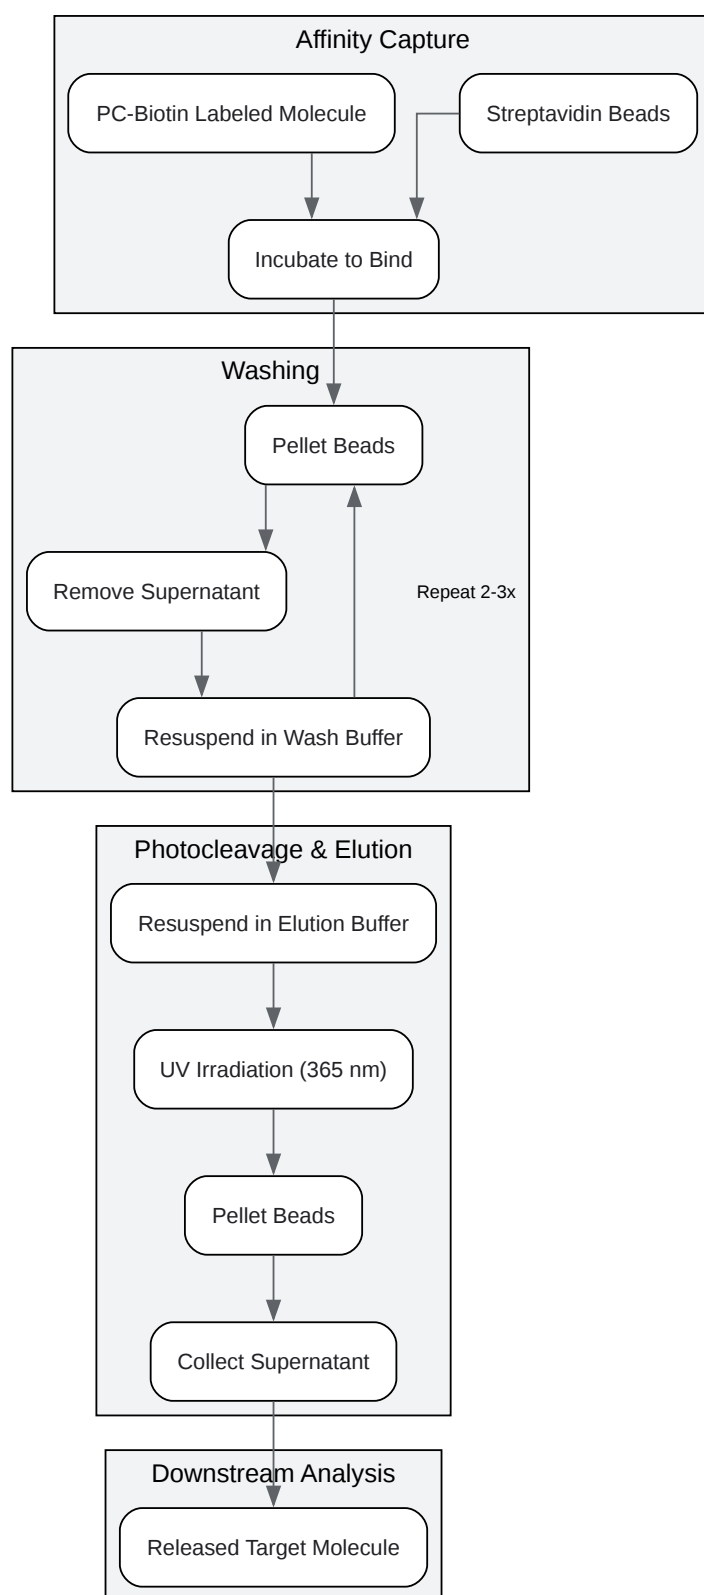 Affinity Capture
PC-Biotin Labeled Molecule
Streptavidin Beads
Incubate to Bind
Washing
Pellet Beads
Remove Supernatant
Repeat 2-3x
Resuspend in Wash Buffer
Photocleavage & Elution
Resuspend in Elution Buffer
UV Irradiation (365 nm)
Pellet Beads
Collect Supernatant
Downstream Analysis
Released Target Molecule